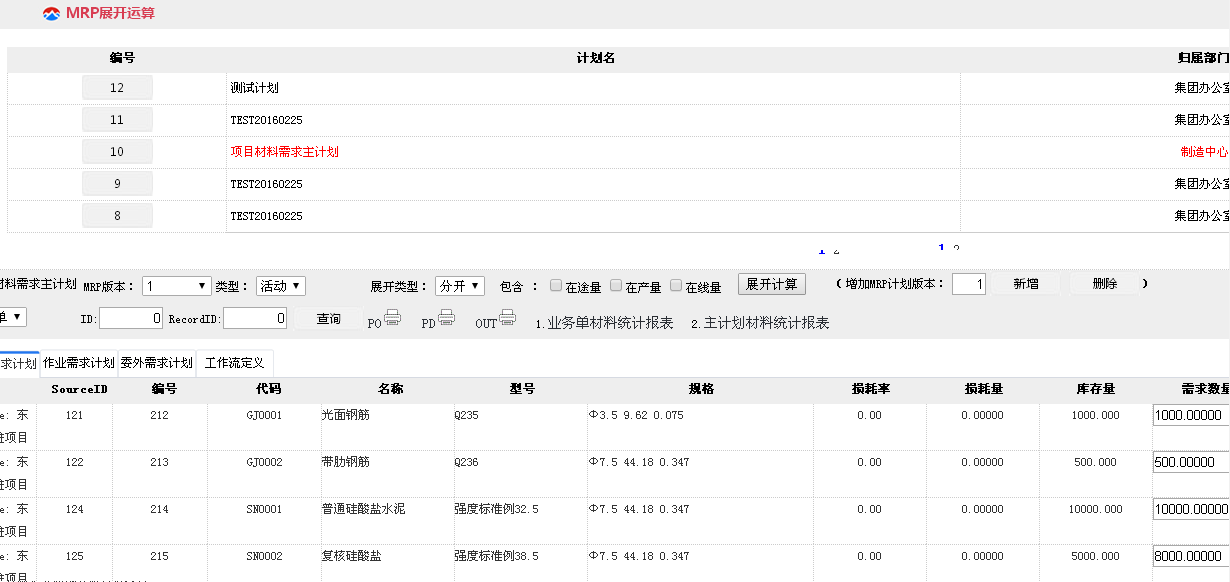 MRP展开运算
编号 计划名 归属部门
12 测试计划 集团办公室
11 TEST20160225 集团办公室
10 项目材料需求主计划 制造中心
9 TEST20160225 集团办公室
8 TEST20160225 集团办公室
1 2 1 2
材料需求主计划 MRP版本: 1 类型: 活动 展开类型: 分开 包含 : 在途量 在产量 在线量 展开计算 ( 增加MRP计划版本: 1 新增 删除 )
单 ID: 0 RecordID: 0 查询 PO PD OUT 1.业务单材料统计报表 2.主计划材料统计报表
求计划 作业需求计划 委外需求计划 工作流定义
SourceID 编号 代码 名称 型号 规格 损耗率 损耗量 库存量 需求数量
e: 东 121 212 GJ0001 光面钢筋 Q235 Φ3.5 9.62 0.075 0.00 0.00000 1000.000 1000.00000
项目
e: 东 122 213 GJ0002 带肋钢筋 Q236 Φ7.5 44.18 0.347 0.00 0.00000 500.000 500.00000
项目
e: 东 124 214 SN0001 普通硅酸盐水泥 强度标准例32.5 Φ7.5 44.18 0.347 0.00 0.00000 10000.000 10000.00000
项目
e: 东 125 215 SN0002 复核硅酸盐 强度标准例38.5 Φ7.5 44.18 0.347 0.00 0.00000 5000.000 8000.00000
项目